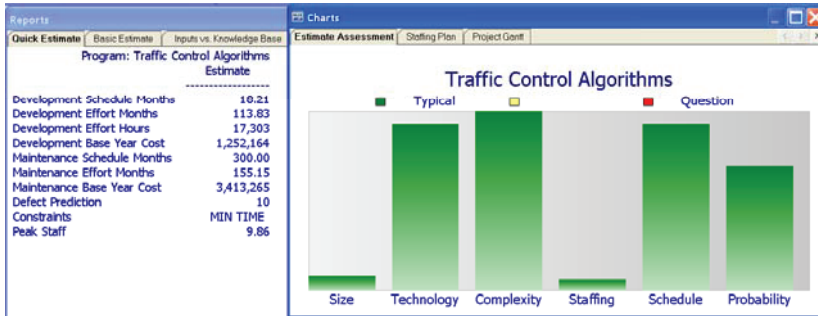 Reports
Quick Estimate Basic Estimate Inputs vs. Knowledge Base
Program: Traffic Control Algorithms
Estimate
-------------------
Development Schedule Months 18.21
Development Effort Months 113.83
Development Effort Hours 17,303
Development Base Year Cost 1,252,164
Maintenance Schedule Months 300.00
Maintenance Effort Months 155.15
Maintenance Base Year Cost 3,413,265
Defect Prediction 10
Constraints MIN TIME
Peak Staff 9.86
Charts
Estimate Assessment Staffing Plan Project Gantt
Traffic Control Algorithms
Typical Question
Size Technology Complexity Staffing Schedule Probability